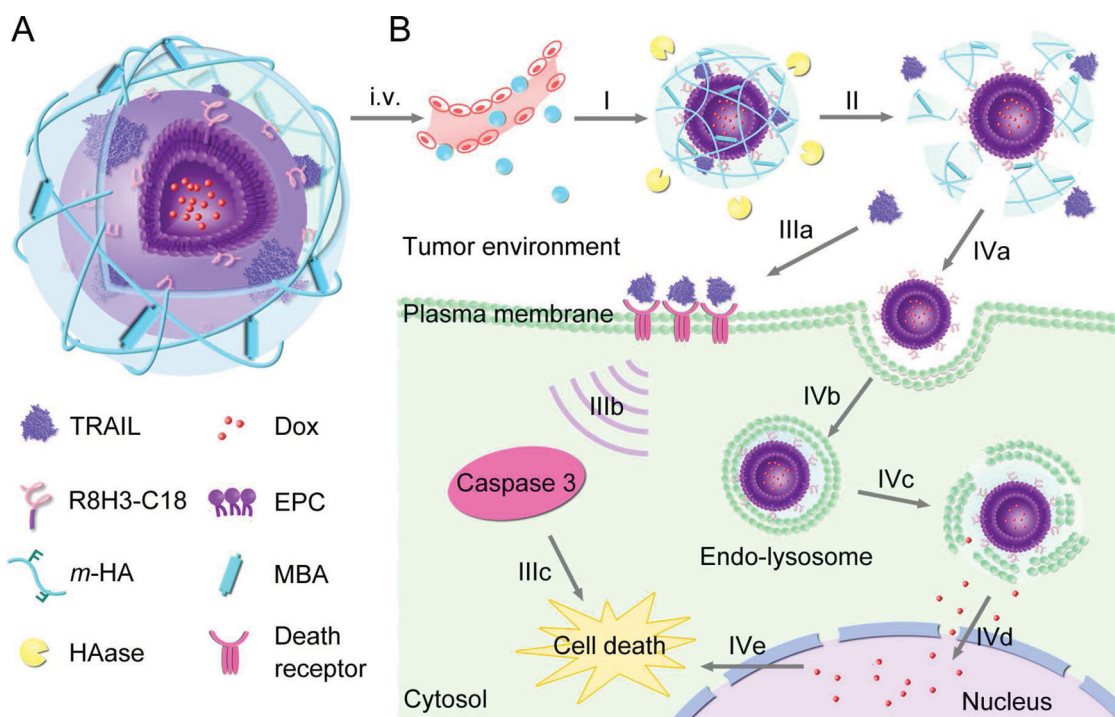 A
B
i.v.
I
II
Tumor environment
IIIa
IVa
Plasma membrane
IIIb
IVb
Caspase 3
IVc
Endo-lysosome
IIIc
Cell death
IVd
IVe
Cytosol
Nucleus
TRAIL
Dox
R8H3-C18
EPC
m-HA
MBA
HAase
Death
receptor